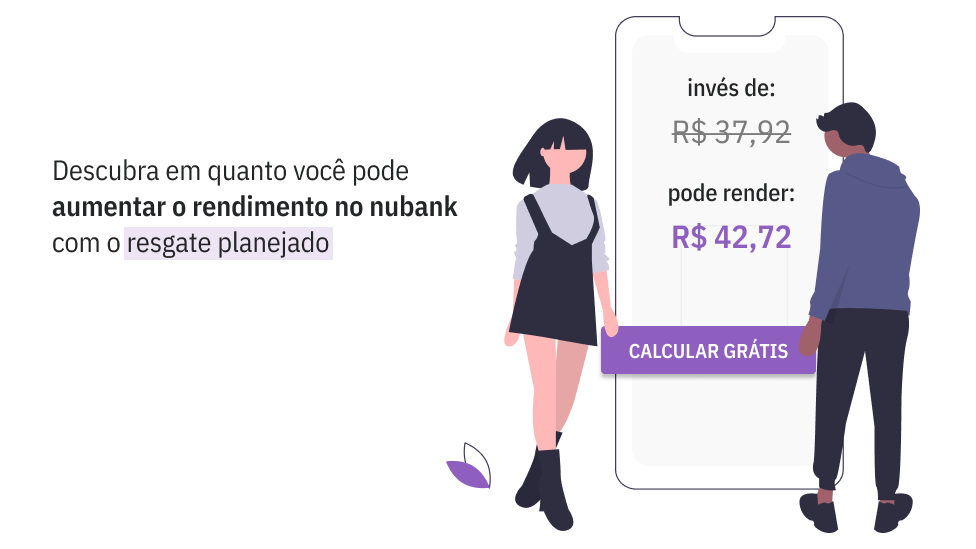 Descubra em quanto você pode
aumentar o rendimento no nubank
com o resgate planejado
invés de:
R$ 37,92
pode render:
R$ 42,72
CALCULAR GRÁTIS